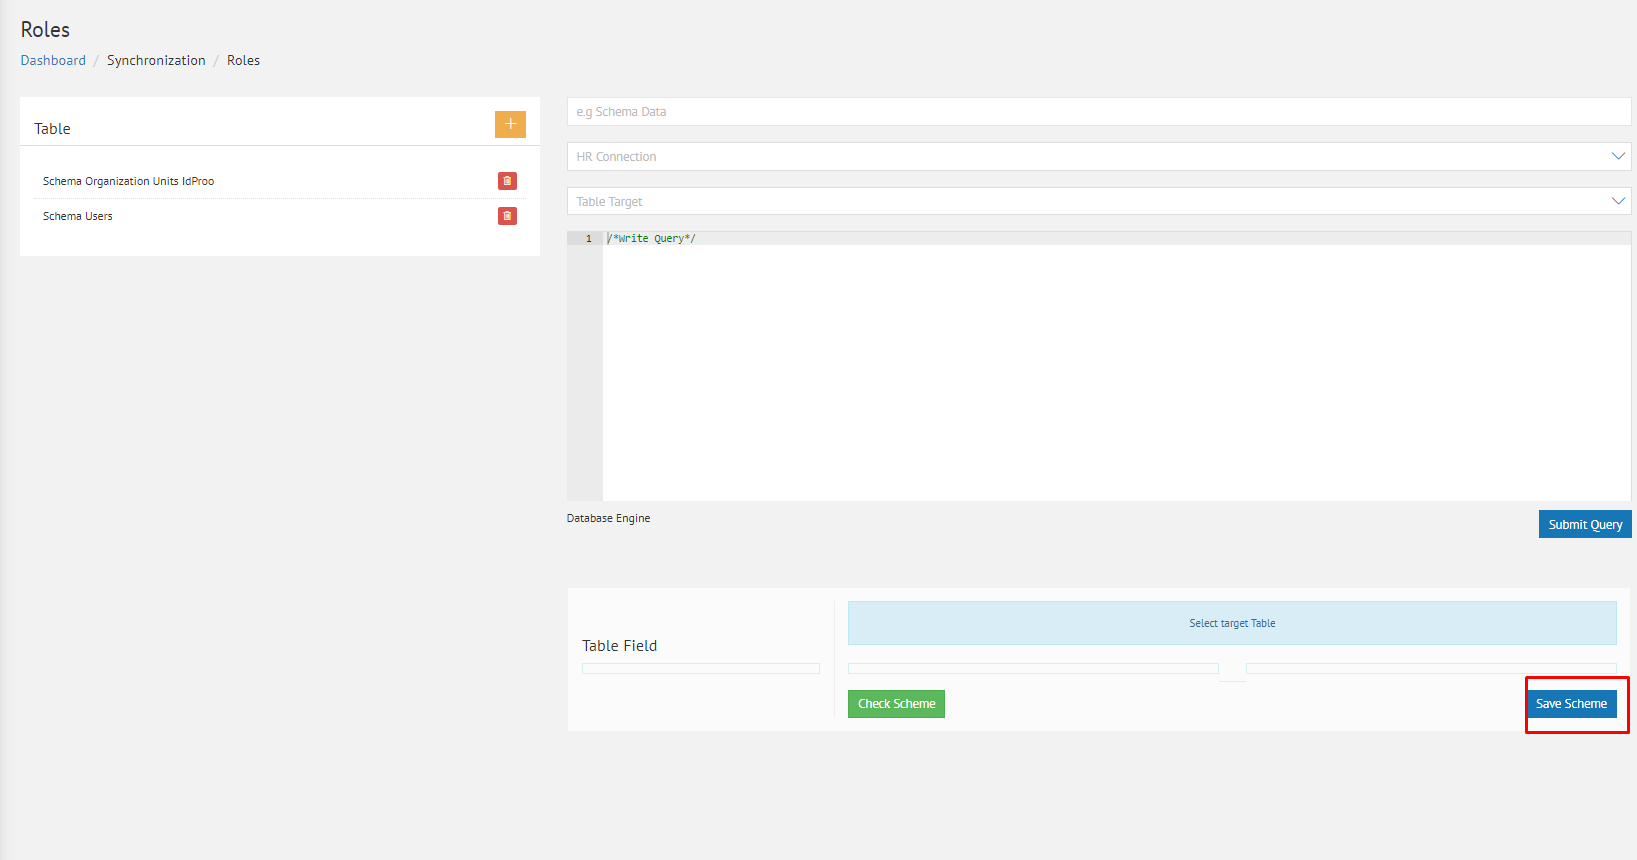 Roles
Dashboard / Synchronization / Roles
Table
+
Schema Organization Units IdProo
Schema Users
e.g Schema Data
HR Connection
Table Target
1 /*Write Query*/
Database Engine
Submit Query
Select target Table
Table Field
Check Scheme
Save Scheme